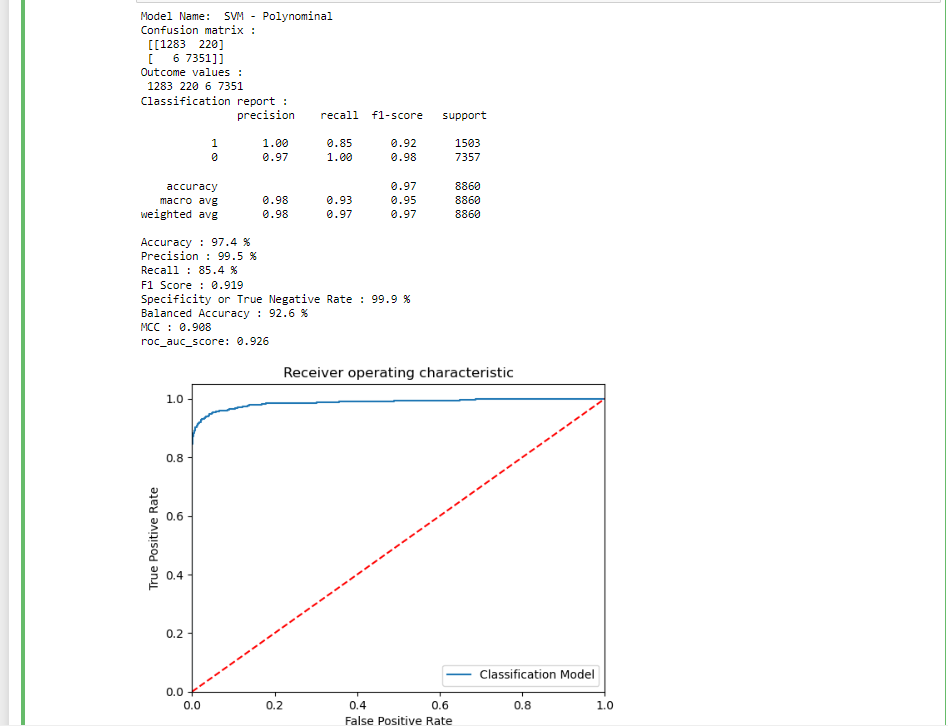 Model Name:  SVM - Polynominal
Confusion matrix :
[[1283  220]
[   6 7351]]
Outcome values :
1283 220 6 7351
Classification report :
precision    recall  f1-score   support
1       1.00      0.85      0.92      1503
0       0.97      1.00      0.98      7357
accuracy                           0.97      8860
macro avg       0.98      0.93      0.95      8860
weighted avg       0.98      0.97      0.97      8860
Accuracy : 97.4 %
Precision : 99.5 %
Recall : 85.4 %
F1 Score : 0.919
Specificity or True Negative Rate : 99.9 %
Balanced Accuracy : 92.6 %
MCC : 0.908
roc_auc_score: 0.926
Receiver operating characteristic
1.0
0.8
0.6
0.4
0.2
0.0
True Positive Rate
Classification Model
0.0 0.2 0.4 0.6 0.8 1.0
False Positive Rate